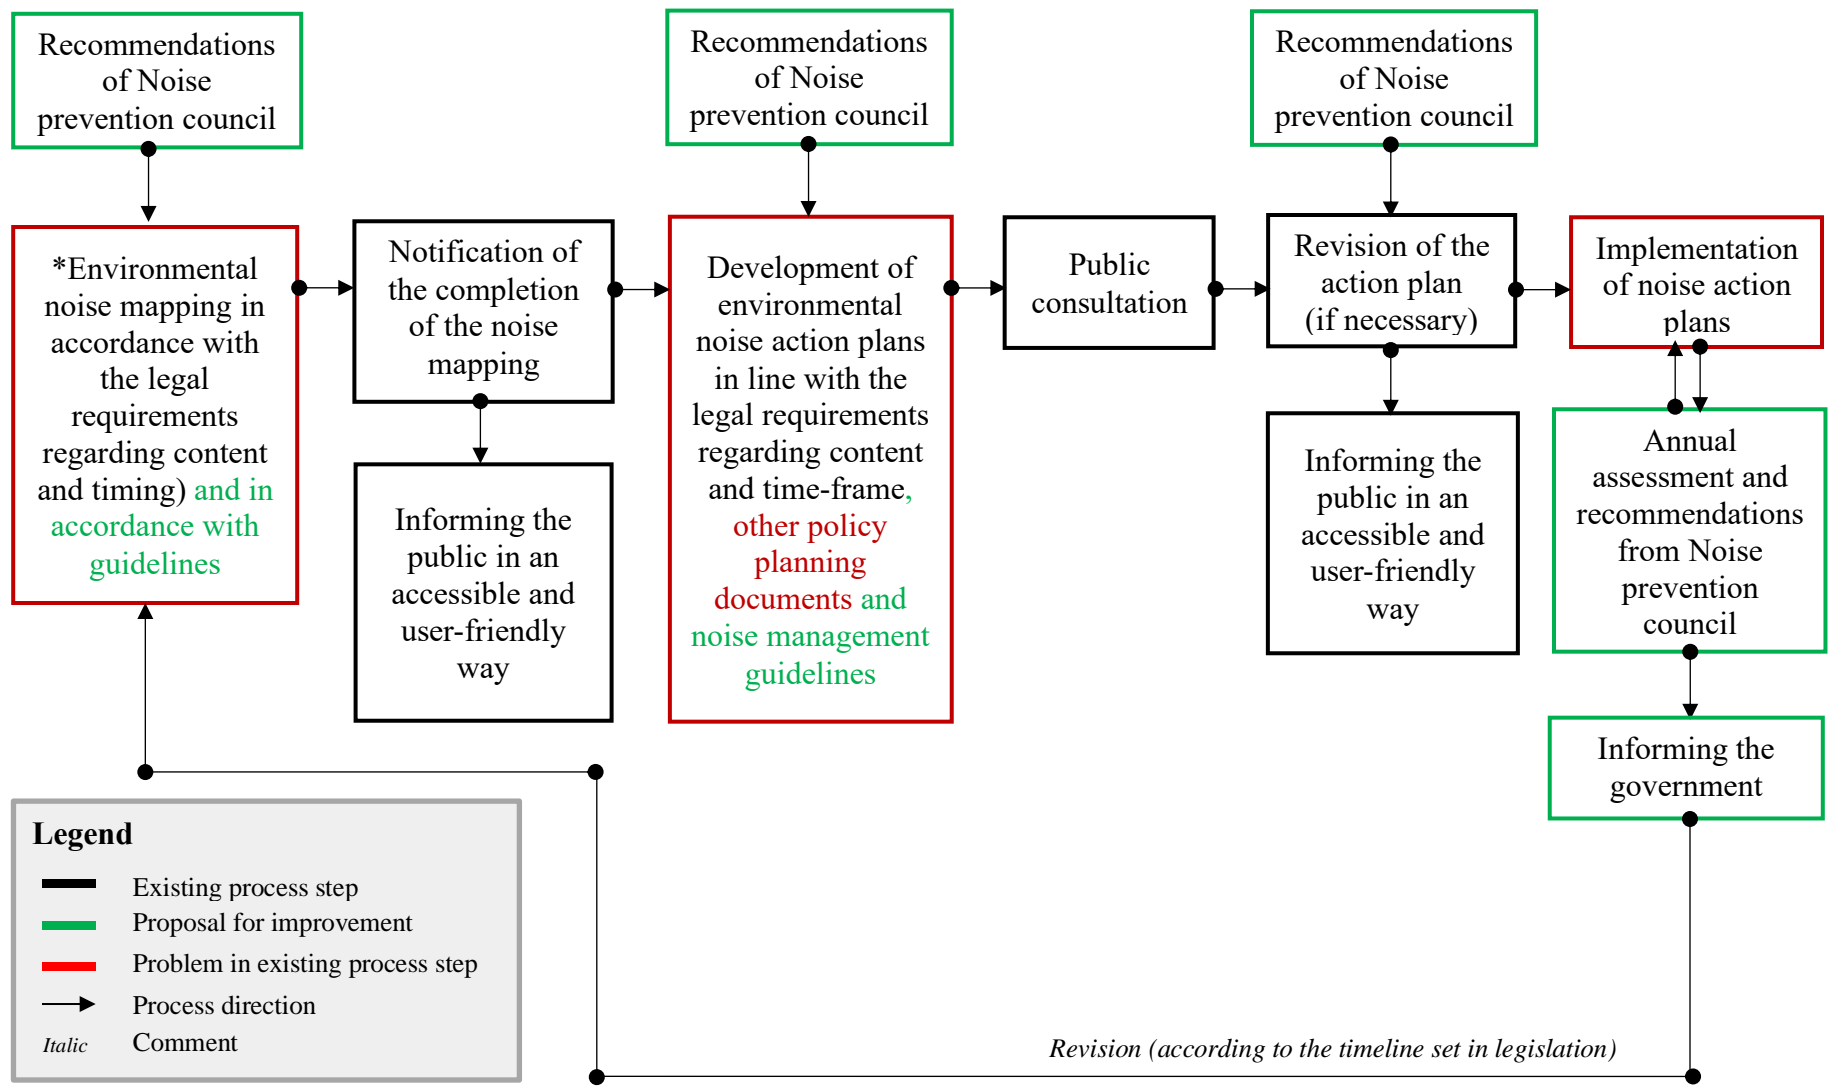 Recommendations
of Noise
prevention council
Recommendations
of Noise
prevention council
Recommendations
of Noise
prevention council
*Environmental
noise mapping in
accordance with
the legal
requirements
regarding content
and timing) and in
accordance with
guidelines
Notification of
the completion
of the noise
mapping
Informing the
public in an
accessible and
user-friendly
way
Development of
environmental
noise action plans
in line with the
legal requirements
regarding content
and time-frame,
other policy
planning
documents and
noise management
guidelines
Public
consultation
Revision of the
action plan
(if necessary)
Informing the
public in an
accessible and
user-friendly
way
Implementation
of noise action
plans
Annual
assessment and
recommendations
from Noise
prevention
council
Informing the
government
Legend
Existing process step
Proposal for improvement
Problem in existing process step
Process direction
Italic Comment
Revision (according to the timeline set in legislation)